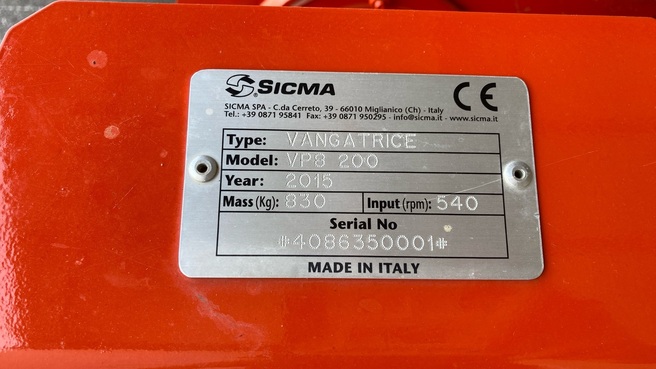 SICMA
CE
SICMA SPA - C.da Cerreto, 39 - 66010 Miglianico (Ch) - Italy
Tel.: +39 0871 95841 Fax: +39 0871 950295 - info@sicma.it - www.sicma.it
Type: VANGATRICE
Model: VPS 200
Year: 2015
Mass (Kg): 830 Input (rpm): 540
Serial No
*4086350001*
MADE IN ITALY